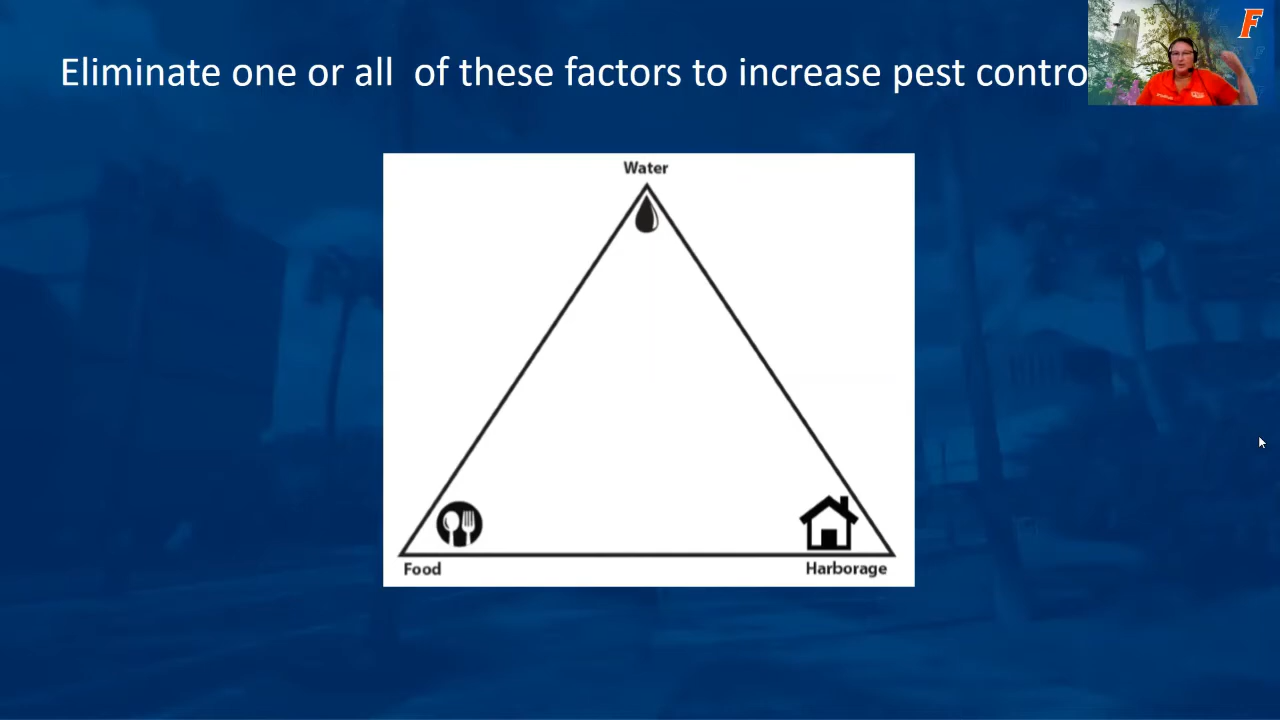 Eliminate one or all  of these factors to increase pest contro
F
Water
Food
Harborage